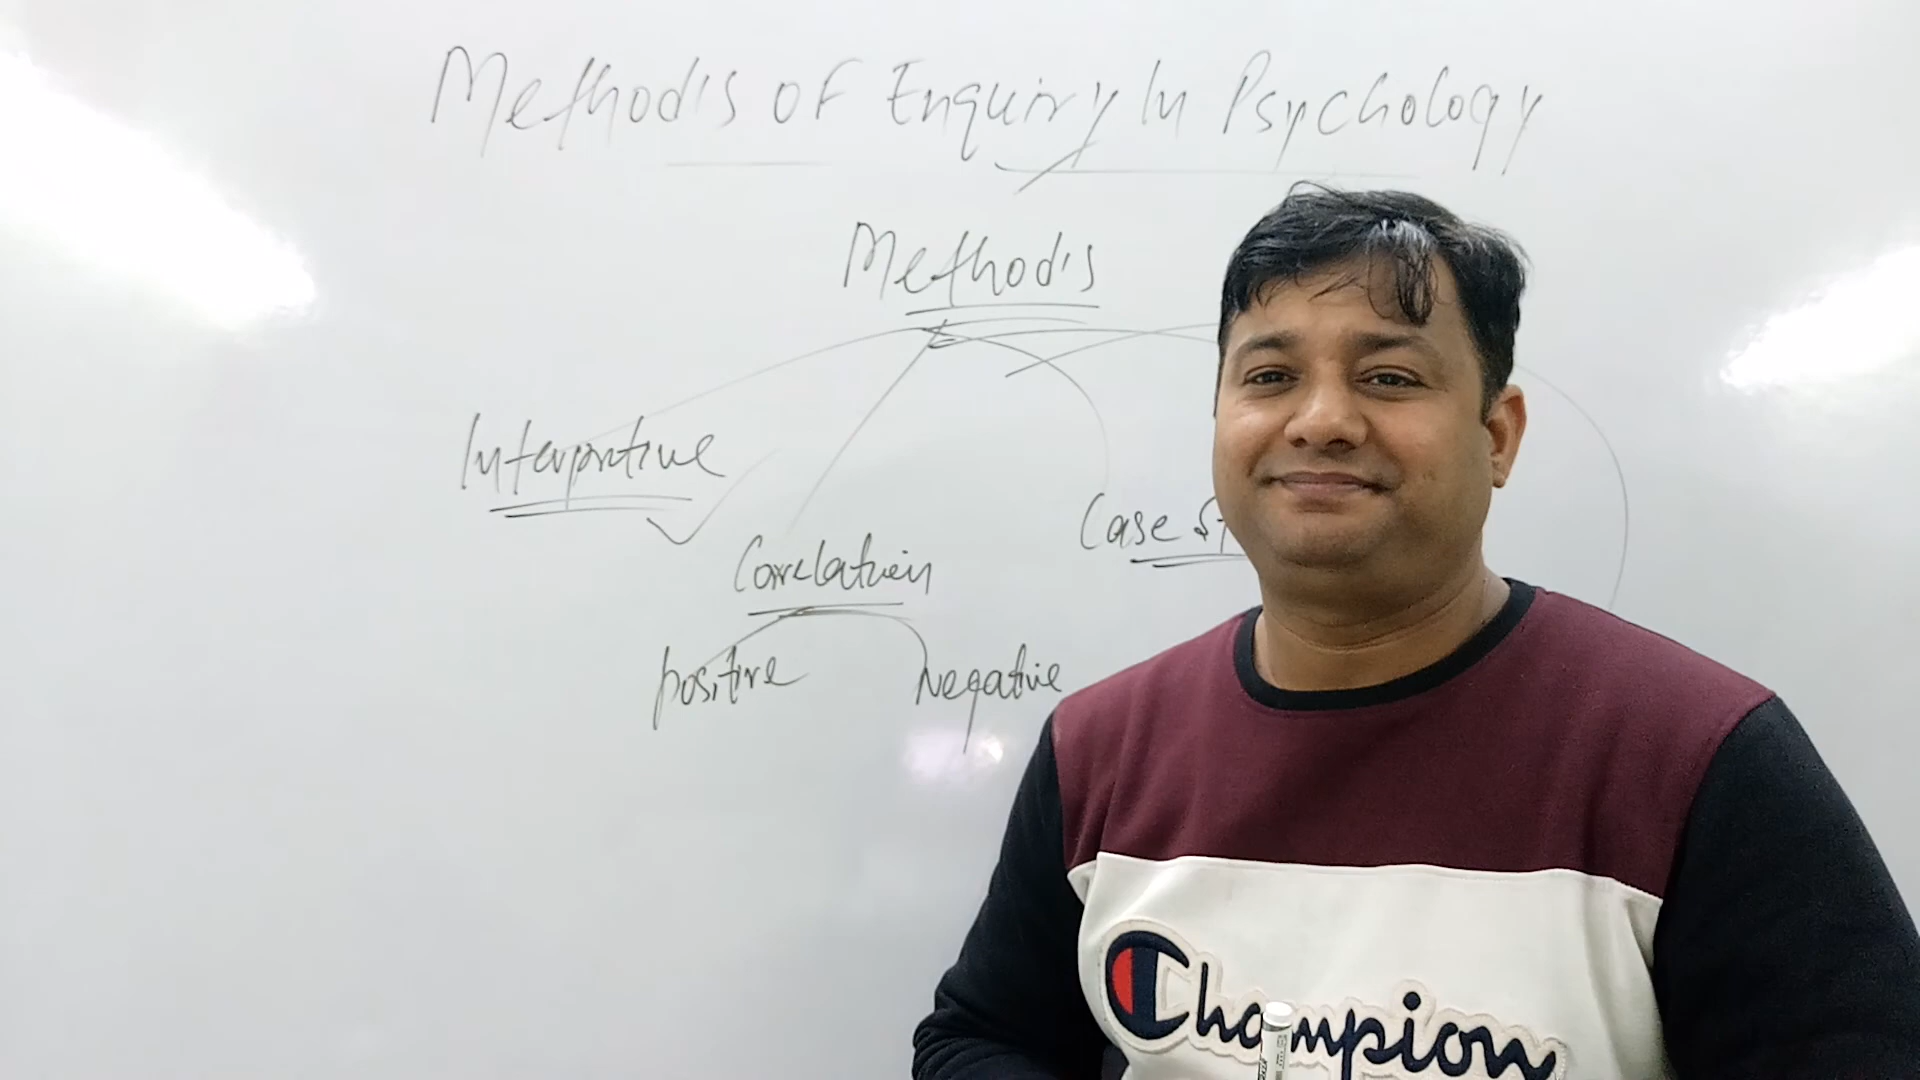 Methods of Enquiry In Psychology
Methods
Interpretive
Case St
Correlation
positive
Negative
Champion